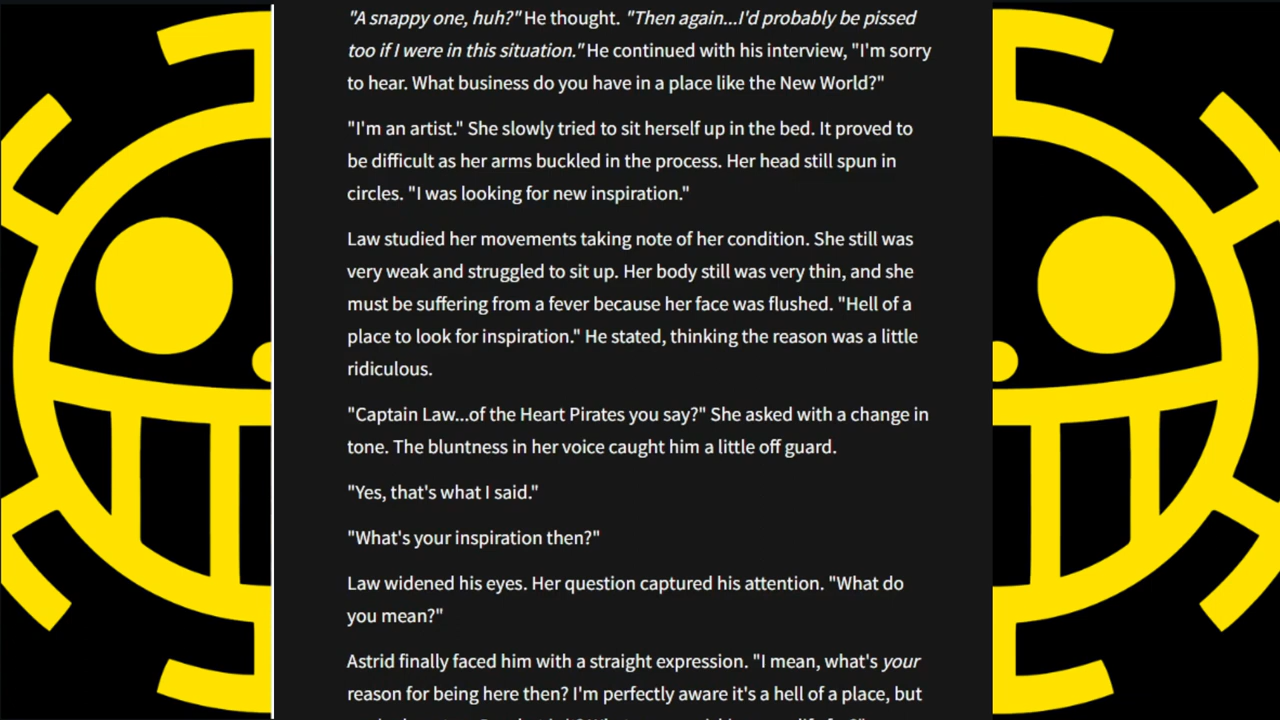 "A snappy one, huh?" He thought. "Then again...I'd probably be pissed
too if I were in this situation." He continued with his interview, "I'm sorry
to hear. What business do you have in a place like the New World?"
"I'm an artist." She slowly tried to sit herself up in the bed. It proved to
be difficult as her arms buckled in the process. Her head still spun in
circles. "I was looking for new inspiration."
Law studied her movements taking note of her condition. She still was
very weak and struggled to sit up. Her body still was very thin, and she
must be suffering from a fever because her face was flushed. "Hell of a
place to look for inspiration." He stated, thinking the reason was a little
ridiculous.
"Captain Law...of the Heart Pirates you say?" She asked with a change in
tone. The bluntness in her voice caught him a little off guard.
"Yes, that's what I said."
"What's your inspiration then?"
Law widened his eyes. Her question captured his attention. "What do
you mean?"
Astrid finally faced him with a straight expression. "I mean, what's your
reason for being here then? I'm perfectly aware it's a hell of a place, but